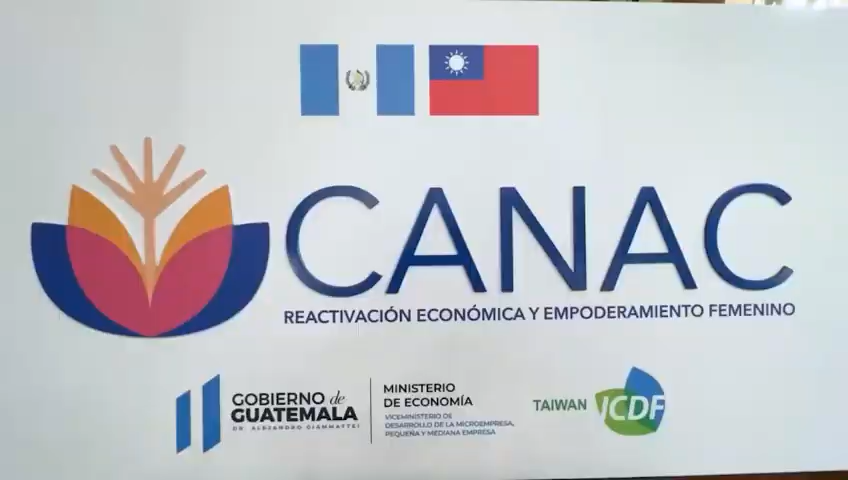 CANAC
REACTIVACIÓN ECONÓMICA Y EMPODERAMIENTO FEMENINO
GOBIERNO de
GUATEMALA
DR. ALEJANDRO GIAMMATTEI
MINISTERIO
DE ECONOMÍA
VICEMINISTERIO DE
DESARROLLO DE LA MICROEMPRESA,
PEQUEÑA Y MEDIANA EMPRESA
TAIWAN ICDF